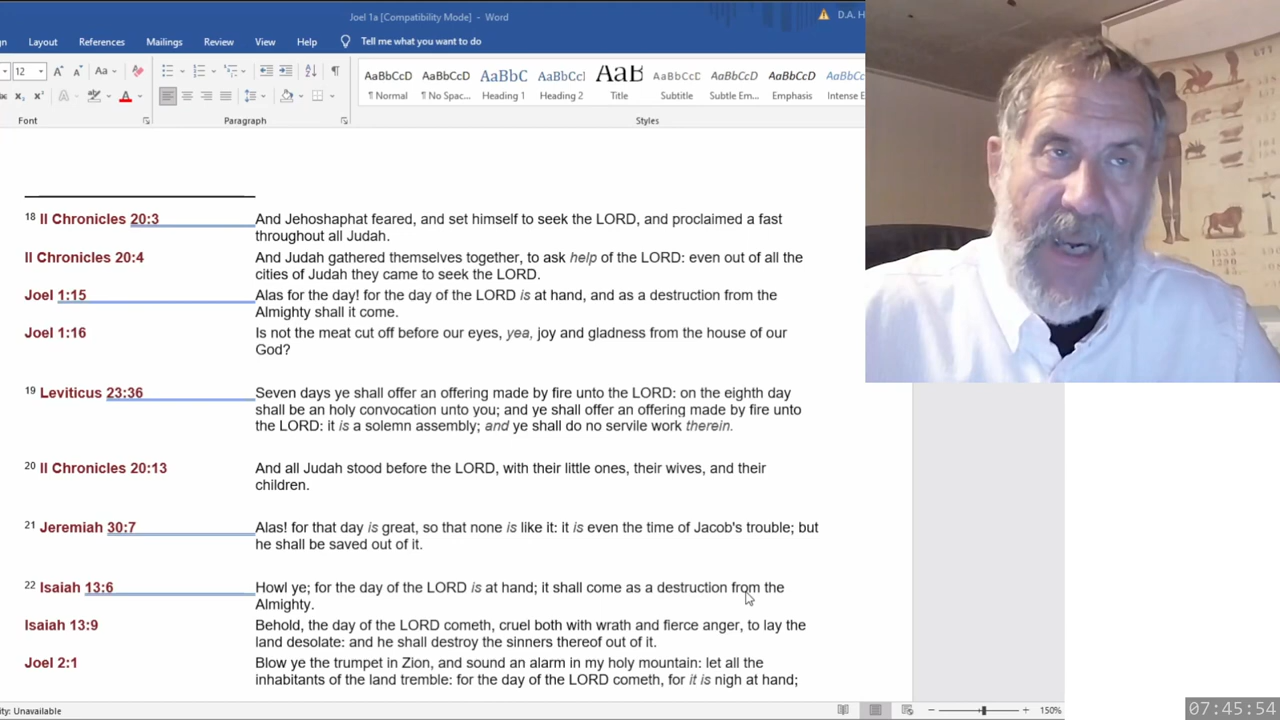 Joel 1a [Compatibility Mode] - Word
D.A. H
Layout References Mailings Review View Help Tell me what you want to do
12 Aa
AaBbCcD AaBbCcD AaBbC AaBbCcI AaB AaBbCcD AaBbCcD AaBbCcD AaBbCcI
¶ Normal ¶ No Spac... Heading 1 Heading 2 Title Subtitle Subtle Em... Emphasis Intense E
Font Paragraph Styles
18 II Chronicles 20:3 And Jehoshaphat feared, and set himself to seek the LORD, and proclaimed a fast
throughout all Judah.
II Chronicles 20:4 And Judah gathered themselves together, to ask help of the LORD: even out of all the
cities of Judah they came to seek the LORD.
Joel 1:15 Alas for the day! for the day of the LORD is at hand, and as a destruction from the
Almighty shall it come.
Joel 1:16 Is not the meat cut off before our eyes, yea, joy and gladness from the house of our
God?
19 Leviticus 23:36 Seven days ye shall offer an offering made by fire unto the LORD: on the eighth day
shall be an holy convocation unto you; and ye shall offer an offering made by fire unto
the LORD: it is a solemn assembly; and ye shall do no servile work therein.
20 II Chronicles 20:13 And all Judah stood before the LORD, with their little ones, their wives, and their
children.
21 Jeremiah 30:7 Alas! for that day is great, so that none is like it: it is even the time of Jacob's trouble; but
he shall be saved out of it.
22 Isaiah 13:6 Howl ye; for the day of the LORD is at hand; it shall come as a destruction from the
Almighty.
Isaiah 13:9 Behold, the day of the LORD cometh, cruel both with wrath and fierce anger, to lay the
land desolate: and he shall destroy the sinners thereof out of it.
Joel 2:1 Blow ye the trumpet in Zion, and sound an alarm in my holy mountain: let all the
inhabitants of the land tremble: for the day of the LORD cometh, for it is nigh at hand;
ity: Unavailable
150%
07:45:54